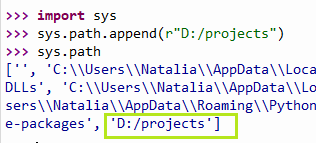 >>> import sys
>>> sys.path.append(r"D:/projects")
>>> sys.path
['', 'C:\\Users\\Natalia\\AppData\\Loca
DLLs', 'C:\\Users\\Natalia\\AppData\\Lo
sers\\Natalia\\AppData\\Roaming\\Python
e-packages', 'D:/projects']